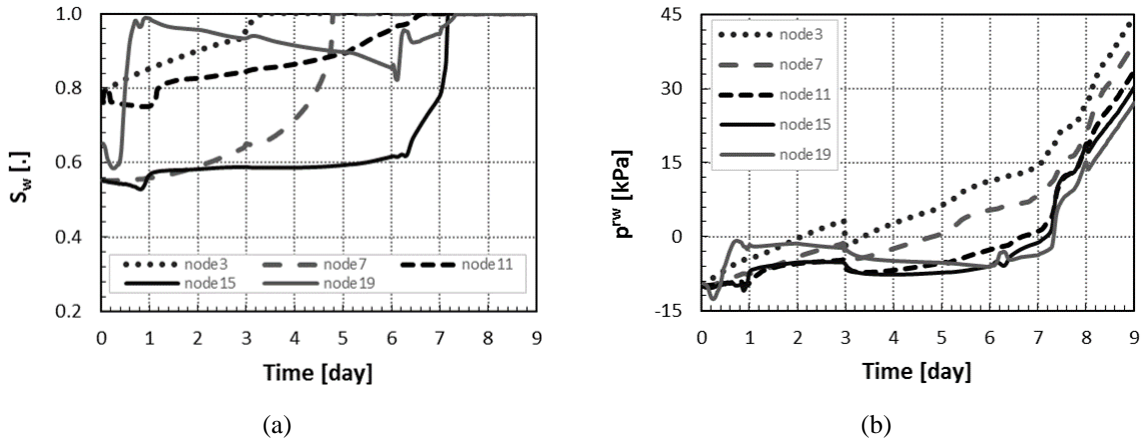 1.0
0.8
0.6
0.4
0.2
S_w [.]
node3 node7 node11
node15 node19
0 1 2 3 4 5 6 7 8 9
Time [day]
(a)
45
30
15
0
-15
p^rw [kPa]
node3
node7
node11
node15
node19
0 1 2 3 4 5 6 7 8 9
Time [day]
(b)